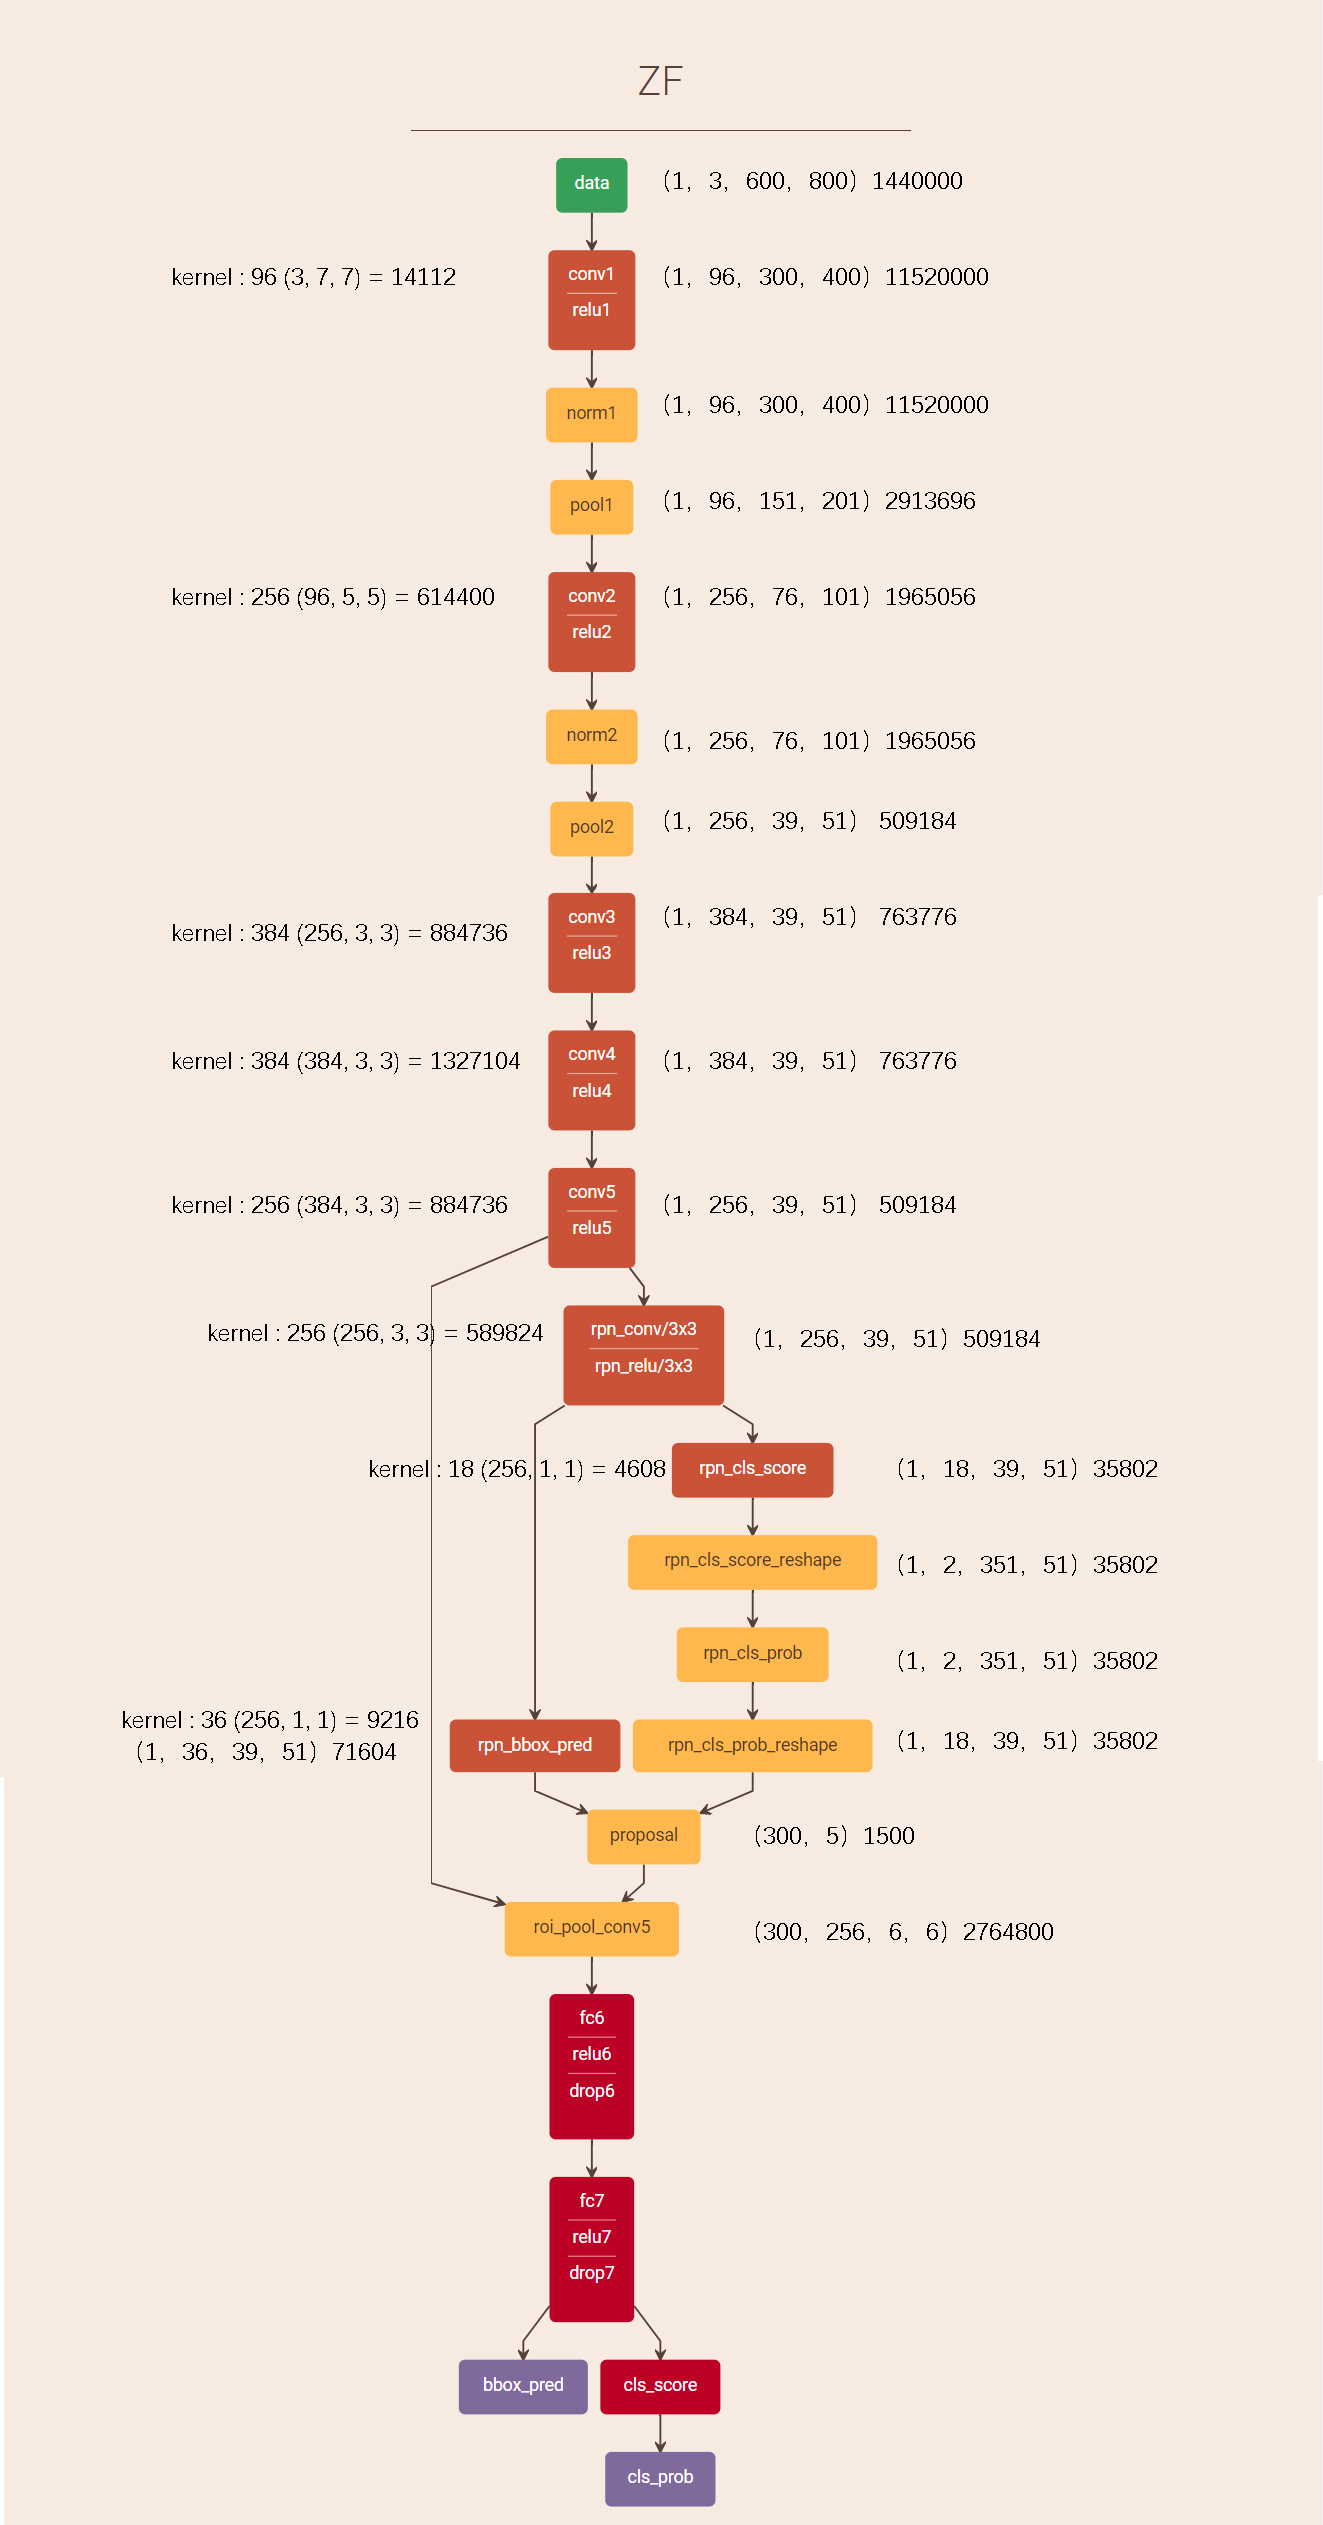 ZF
data
(1, 3, 600, 800) 1440000
kernel : 96 (3, 7, 7) = 14112
conv1
relu1
(1, 96, 300, 400) 11520000
norm1
(1, 96, 300, 400) 11520000
pool1
(1, 96, 151, 201) 2913696
kernel : 256 (96, 5, 5) = 614400
conv2
relu2
(1, 256, 76, 101) 1965056
norm2
(1, 256, 76, 101) 1965056
pool2
(1, 256, 39, 51) 509184
kernel : 384 (256, 3, 3) = 884736
conv3
relu3
(1, 384, 39, 51) 763776
kernel : 384 (384, 3, 3) = 1327104
conv4
relu4
(1, 384, 39, 51) 763776
kernel : 256 (384, 3, 3) = 884736
conv5
relu5
(1, 256, 39, 51) 509184
kernel : 256 (256, 3, 3) = 589824
rpn_conv/3x3
rpn_relu/3x3
(1, 256, 39, 51) 509184
kernel : 18 (256, 1, 1) = 4608
rpn_cls_score
(1, 18, 39, 51) 35802
rpn_cls_score_reshape
(1, 2, 351, 51) 35802
rpn_cls_prob
(1, 2, 351, 51) 35802
kernel : 36 (256, 1, 1) = 9216
(1, 36, 39, 51) 71604
rpn_bbox_pred
rpn_cls_prob_reshape
(1, 18, 39, 51) 35802
proposal
(300, 5) 1500
roi_pool_conv5
(300, 256, 6, 6) 2764800
fc6
relu6
drop6
fc7
relu7
drop7
bbox_pred
cls_score
cls_prob